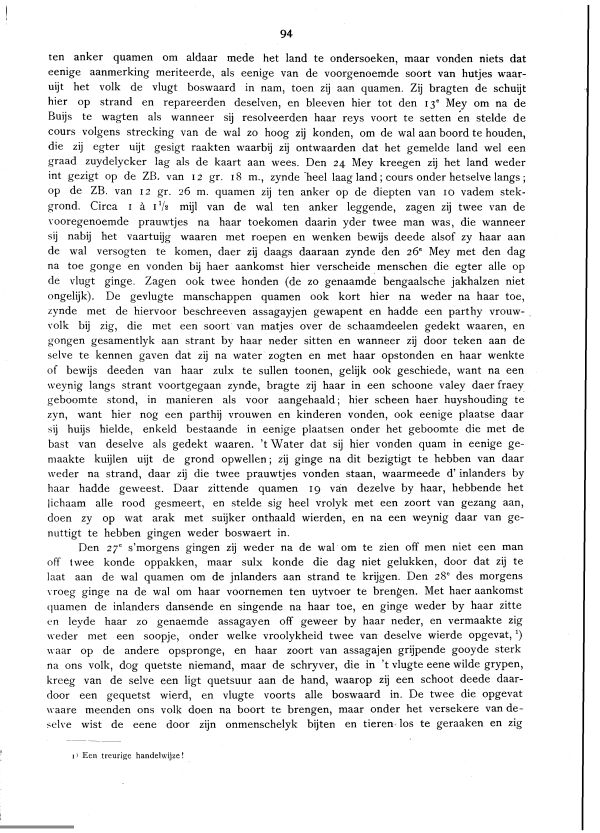 94
ten anker quamen om aldaar mede het land te ondersoeken, maar vonden niets dat
eenige aanmerking meriteerde, als eenige van de voorgenoemde soort van hutjes waar-
uijt het volk de vlugt boswaard in nam, toen zij aan quamen. Zij bragten de schuijt
hier op strand en repareerden deselven, en bleeven hier tot den 13e Mey om na de
Buijs te wagten als wanneer sij resolveerden haar reys voort te setten en stelde de
cours volgens strecking van de wal zo hoog zij konden, om de wal aan boord te houden,
die zij egter uijt gesigt raakten waarbij zij ontwaarden dat het gemelde land wel een
graad zuydelycker lag als de kaart aan wees. Den 24 Mey kreegen zij het land weder
int gezigt op de ZB. van 12 gr. 18 m., zynde heel laag land; cours onder hetselve langs;
op de ZB. van 12 gr. 26 m. quamen zij ten anker op de diepten van 10 vadem stek-
grond. Circa 1 à 1 1/2 mijl van de wal ten anker leggende, zagen zij twee van de
vooregenoemde prauwtjes na haar toekomen daarin yder twee man was, die wanneer
sij nabij het vaartuijg waaren met roepen en wenken bewijs deede alsof zy haar aan
de wal versogten te komen, daer zij daags daaraan zynde den 26e Mey met den dag
na toe gonge en vonden bij haer aankomst hier verscheide menschen die egter alle op
de vlugt ginge. Zagen ook twee honden (de zo genaamde bengaalsche jakhalzen niet
ongelijk). De gevlugte manschappen quamen ook kort hier na weder na haar toe,
zynde met de hiervoor beschreeven assagayjen gewapent en hadde een parthy vrouw-
volk bij zig, die met een soort van matjes over de schaamdeelen gedekt waaren, en
gongen gesamentlyk aan strant by haar neder sitten en wanneer zij door teken aan de
selve te kennen gaven dat zij na water zogten en met haar opstonden en haar wenkte
of bewijs deeden van haar zulx te sullen toonen, gelijk ook geschiede, want na een
weynig langs strant voortgegaan zynde, bragte zij haar in een schoone valey daer fraey
geboomte stond, in manieren als voor aangehaald; hier scheen haer huyshouding te
zyn, want hier nog een parthij vrouwen en kinderen vonden, ook eenige plaatse daar
sij huijs hielde, enkeld bestaande in eenige plaatsen onder het geboomte die met de
bast van deselve als gedekt waaren. 't Water dat sij hier vonden quam in eenige ge-
maakte kuijlen uijt de grond opwellen; zij ginge na dit bezigtigt te hebben van daar
weder na strand, daar zij die twee prauwtjes vonden staan, waarmeede d' inlanders by
haar hadde geweest. Daar zittende quamen 19 van dezelve by haar, hebbende het
lichaam alle rood gesmeert, en stelde sig heel vrolyk met een zoort van gezang aan,
doen zy op wat arak met suijker onthaald wierden, en na een weynig daar van ge-
nuttigt te hebben gingen weder boswaert in.
Den 27e s'morgens gingen zij weder na de wal om te zien off men niet een man
off twee konde oppakken, maar sulx konde die dag niet gelukken, door dat zij te
laat aan de wal quamen om de jnlanders aan strand te krijgen. Den 28e des morgens
vroeg ginge na de wal om haar voornemen ten uytvoer te brengen. Met haer aankomst
quamen de inlanders dansende en singende na haar toe, en ginge weder by haar zitte
en leyde haar zo genaemde assagayen off geweer by haar neder, en vermaakte zig
weder met een soopje, onder welke vroolykheid twee van deselve wierde opgevat, 1)
waar op de andere opspronge, en haar zoort van assagajen grijpende gooyde sterk
na ons volk, dog quetste niemand, maar de schryver, die in 't vlugte eene wilde grypen,
kreeg van de selve een ligt quetsuur aan de hand, waarop zij een schoot deede daar-
door een gequetst wierd, en vlugte voorts alle boswaard in. De twee die opgevat
waare meenden ons volk doen na boort te brengen, maar onder het versekere van de-
selve wist de eene door zijn onmenschelyk bijten en tieren los te geraaken en zig
1) Een treurige handelwijze!